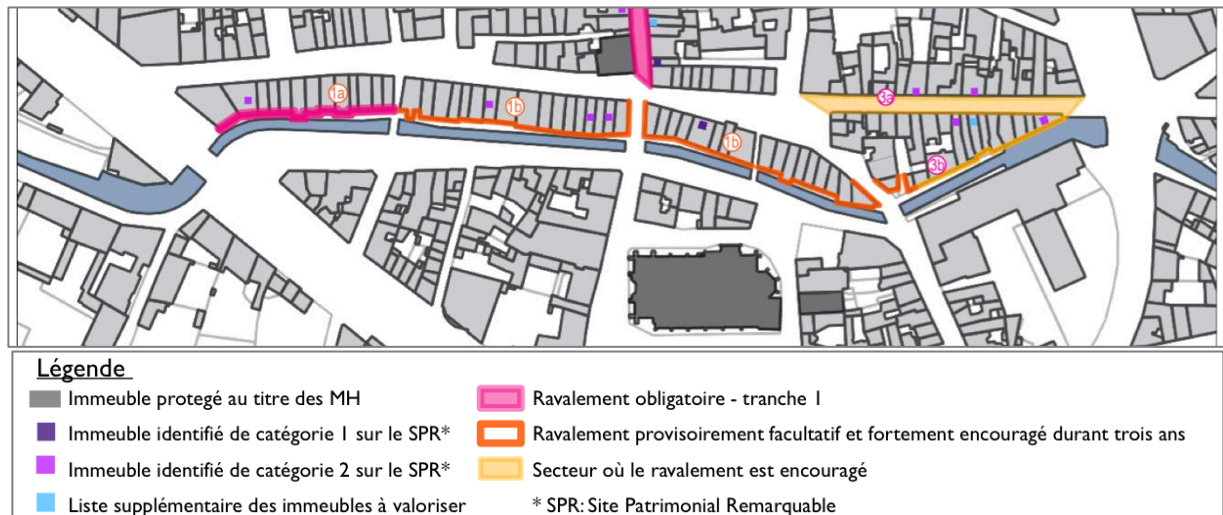 1a
1b
1b
3a
3b
Légende
Immeuble protegé au titre des MH
Immeuble identifié de catégorie 1 sur le SPR*
Immeuble identifié de catégorie 2 sur le SPR*
Liste supplémentaire des immeubles à valoriser
Ravalement obligatoire - tranche 1
Ravalement provisoirement facultatif et fortement encouragé durant trois ans
Secteur où le ravalement est encouragé
* SPR: Site Patrimonial Remarquable